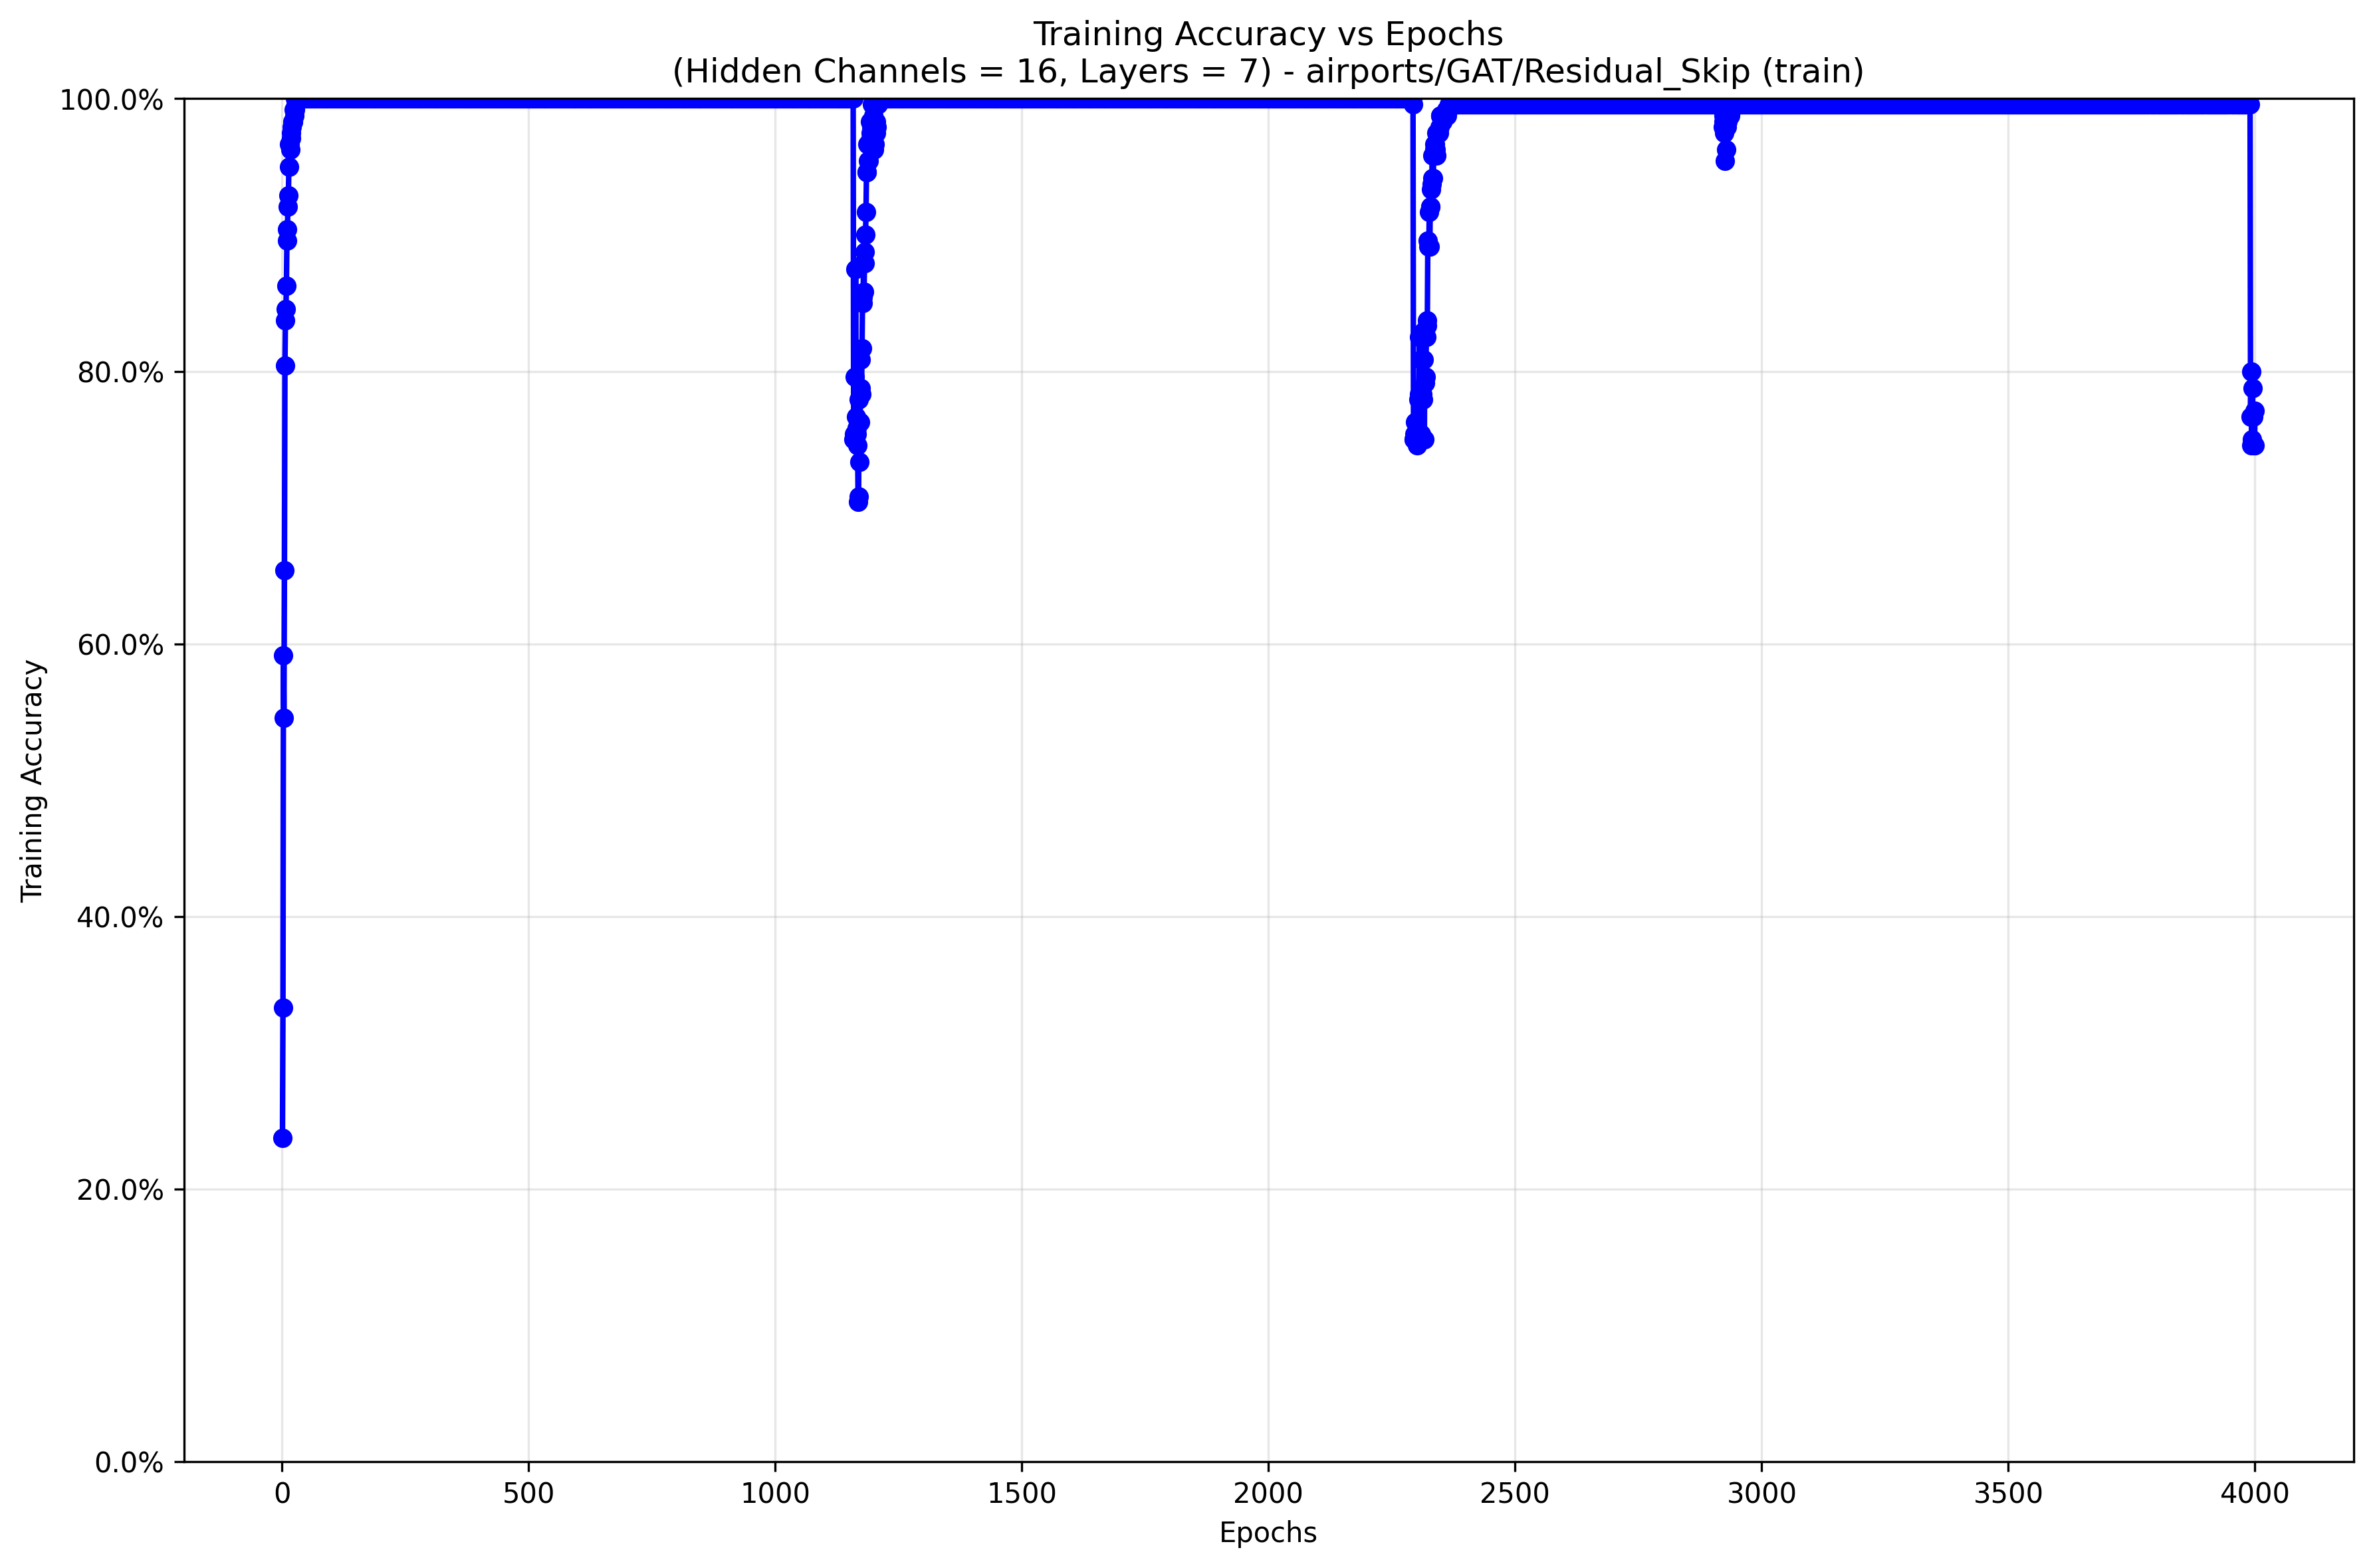 Training Accuracy vs Epochs
(Hidden Channels = 16, Layers = 7) - airports/GAT/Residual_Skip (train)
Training Accuracy
100.0%
80.0%
60.0%
40.0%
20.0%
0.0%
0 500 1000 1500 2000 2500 3000 3500 4000
Epochs